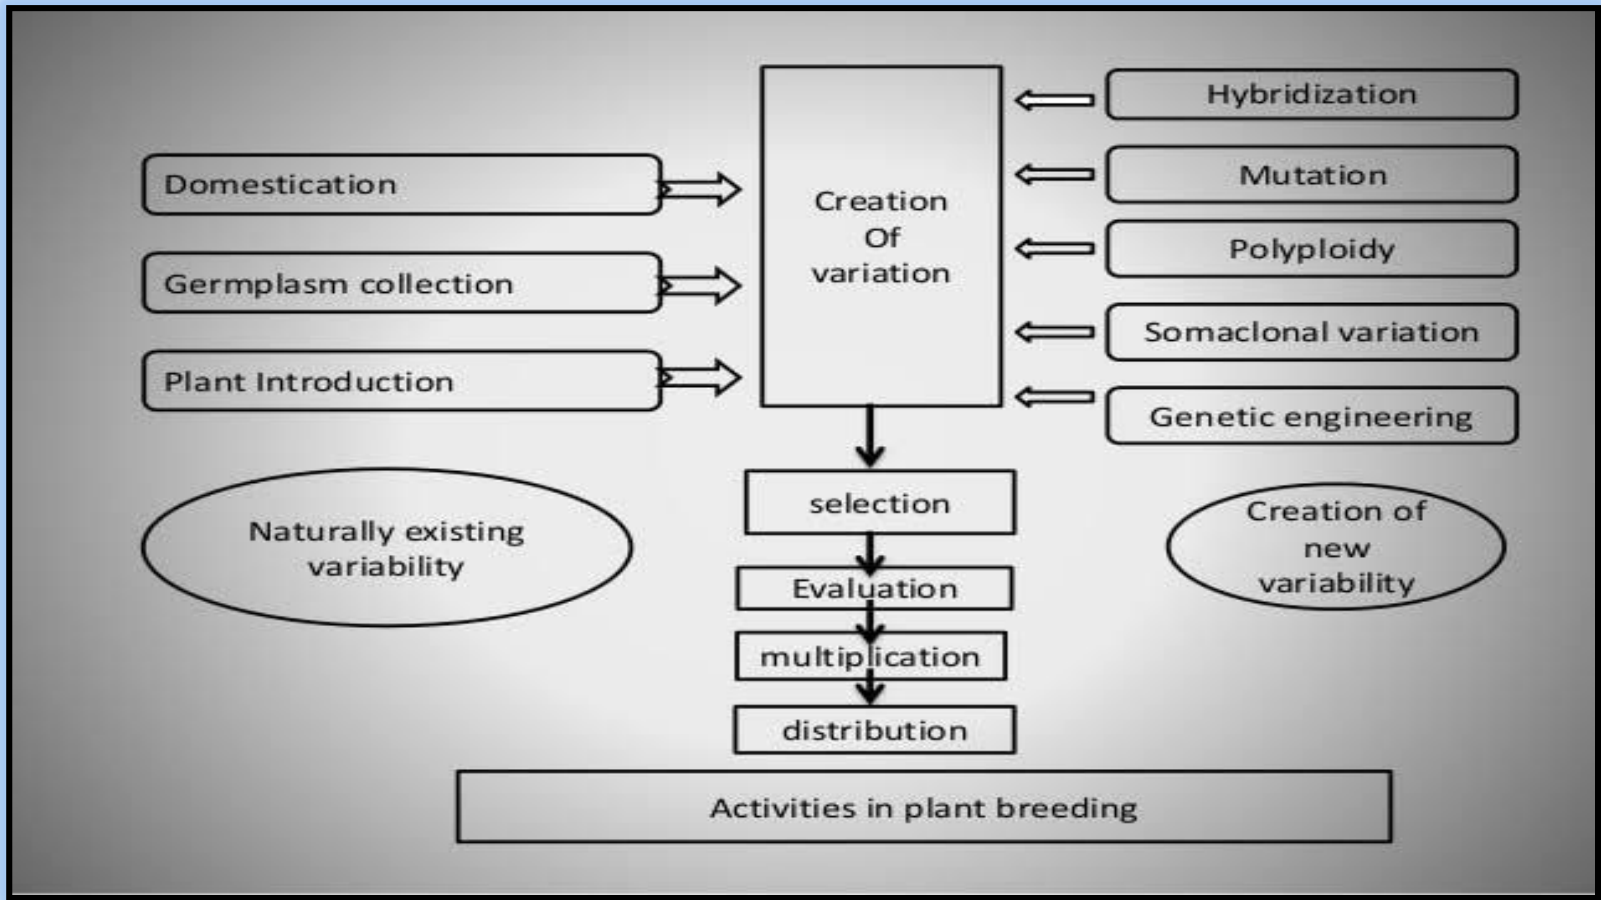 Domestication
Germplasm collection
Plant Introduction
Naturally existing
variability
Creation
Of
variation
selection
Evaluation
multiplication
distribution
Hybridization
Mutation
Polyploidy
Somaclonal variation
Genetic engineering
Creation of
new
variability
Activities in plant breeding